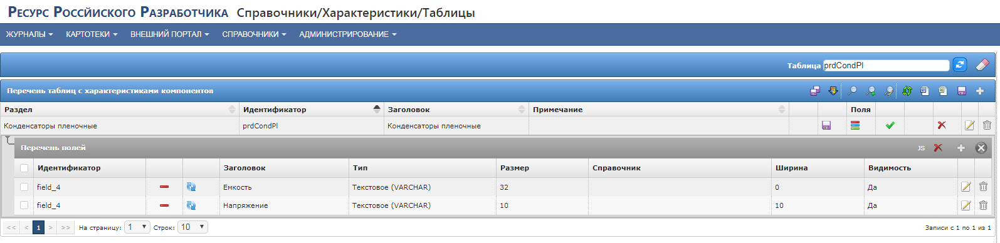 Ресурс Российского Разработчика Справочники/Характеристики/Таблицы
ЖУРНАЛЫ КАРТОТЕКИ ВНЕШНИЙ ПОРТАЛ СПРАВОЧНИКИ АДМИНИСТРИРОВАНИЕ
Таблица prdCondPl
Перечень таблиц с характеристиками компонентов
Раздел Идентификатор Заголовок Примечание Поля
Конденсаторы пленочные prdCondPl Конденсаторы пленочные
Перечень полей JS
Идентификатор Заголовок Тип Размер Справочник Ширина Видимость
field_4 Емкость Текстовое (VARCHAR) 32 0 Да
field_4 Напряжение Текстовое (VARCHAR) 10 10 Да
<< < 1 > >> На страницу: 1 Строк: 10 Записи с 1 по 1 из 1